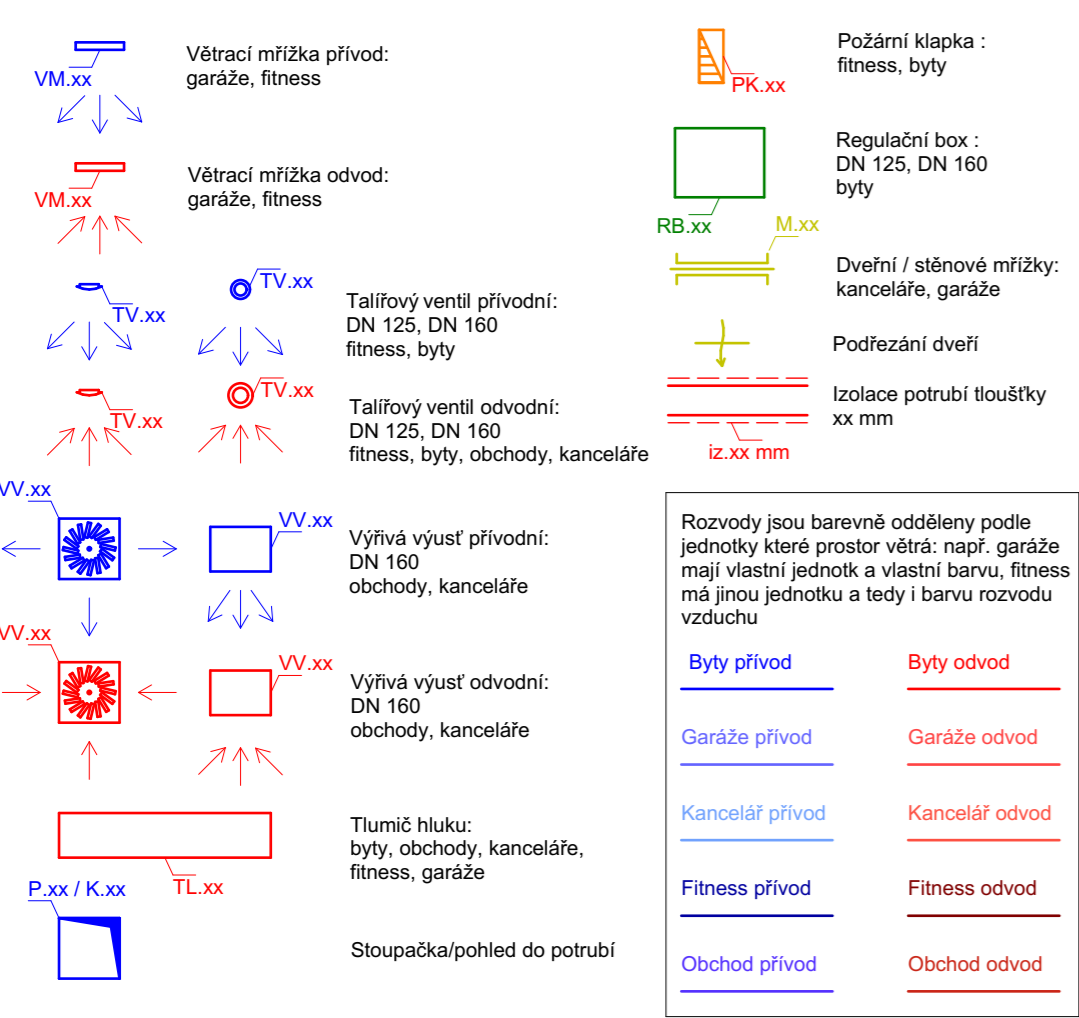 VM.xx
Větrací mřížka přívod:
garáže, fitness
VM.xx
Větrací mřížka odvod:
garáže, fitness
TV.xx
TV.xx
Talířový ventil přívodní:
DN 125, DN 160
fitness, byty
TV.xx
TV.xx
Talířový ventil odvodní:
DN 125, DN 160
fitness, byty, obchody, kanceláře
VV.xx
VV.xx
Výřivá výusť přívodní:
DN 160
obchody, kanceláře
VV.xx
VV.xx
Výřivá výusť odvodní:
DN 160
obchody, kanceláře
TL.xx
Tlumič hluku:
byty, obchody, kanceláře,
fitness, garáže
P.xx / K.xx
Stoupačka/pohled do potrubí
PK.xx
Požární klapka :
fitness, byty
RB.xx
Regulační box :
DN 125, DN 160
byty
M.xx
Dveřní / stěnové mřížky:
kanceláře, garáže
Podřezání dveří
Izolace potrubí tloušťky
xx mm
iz.xx mm
Rozvody jsou barevně odděleny podle
jednotky které prostor větrá: např. garáže
mají vlastní jednotk a vlastní barvu, fitness
má jinou jednotku a tedy i barvu rozvodu
vzduchu
Byty přívod
Byty odvod
Garáže přívod
Garáže odvod
Kancelář přívod
Kancelář odvod
Fitness přívod
Fitness odvod
Obchod přívod
Obchod odvod